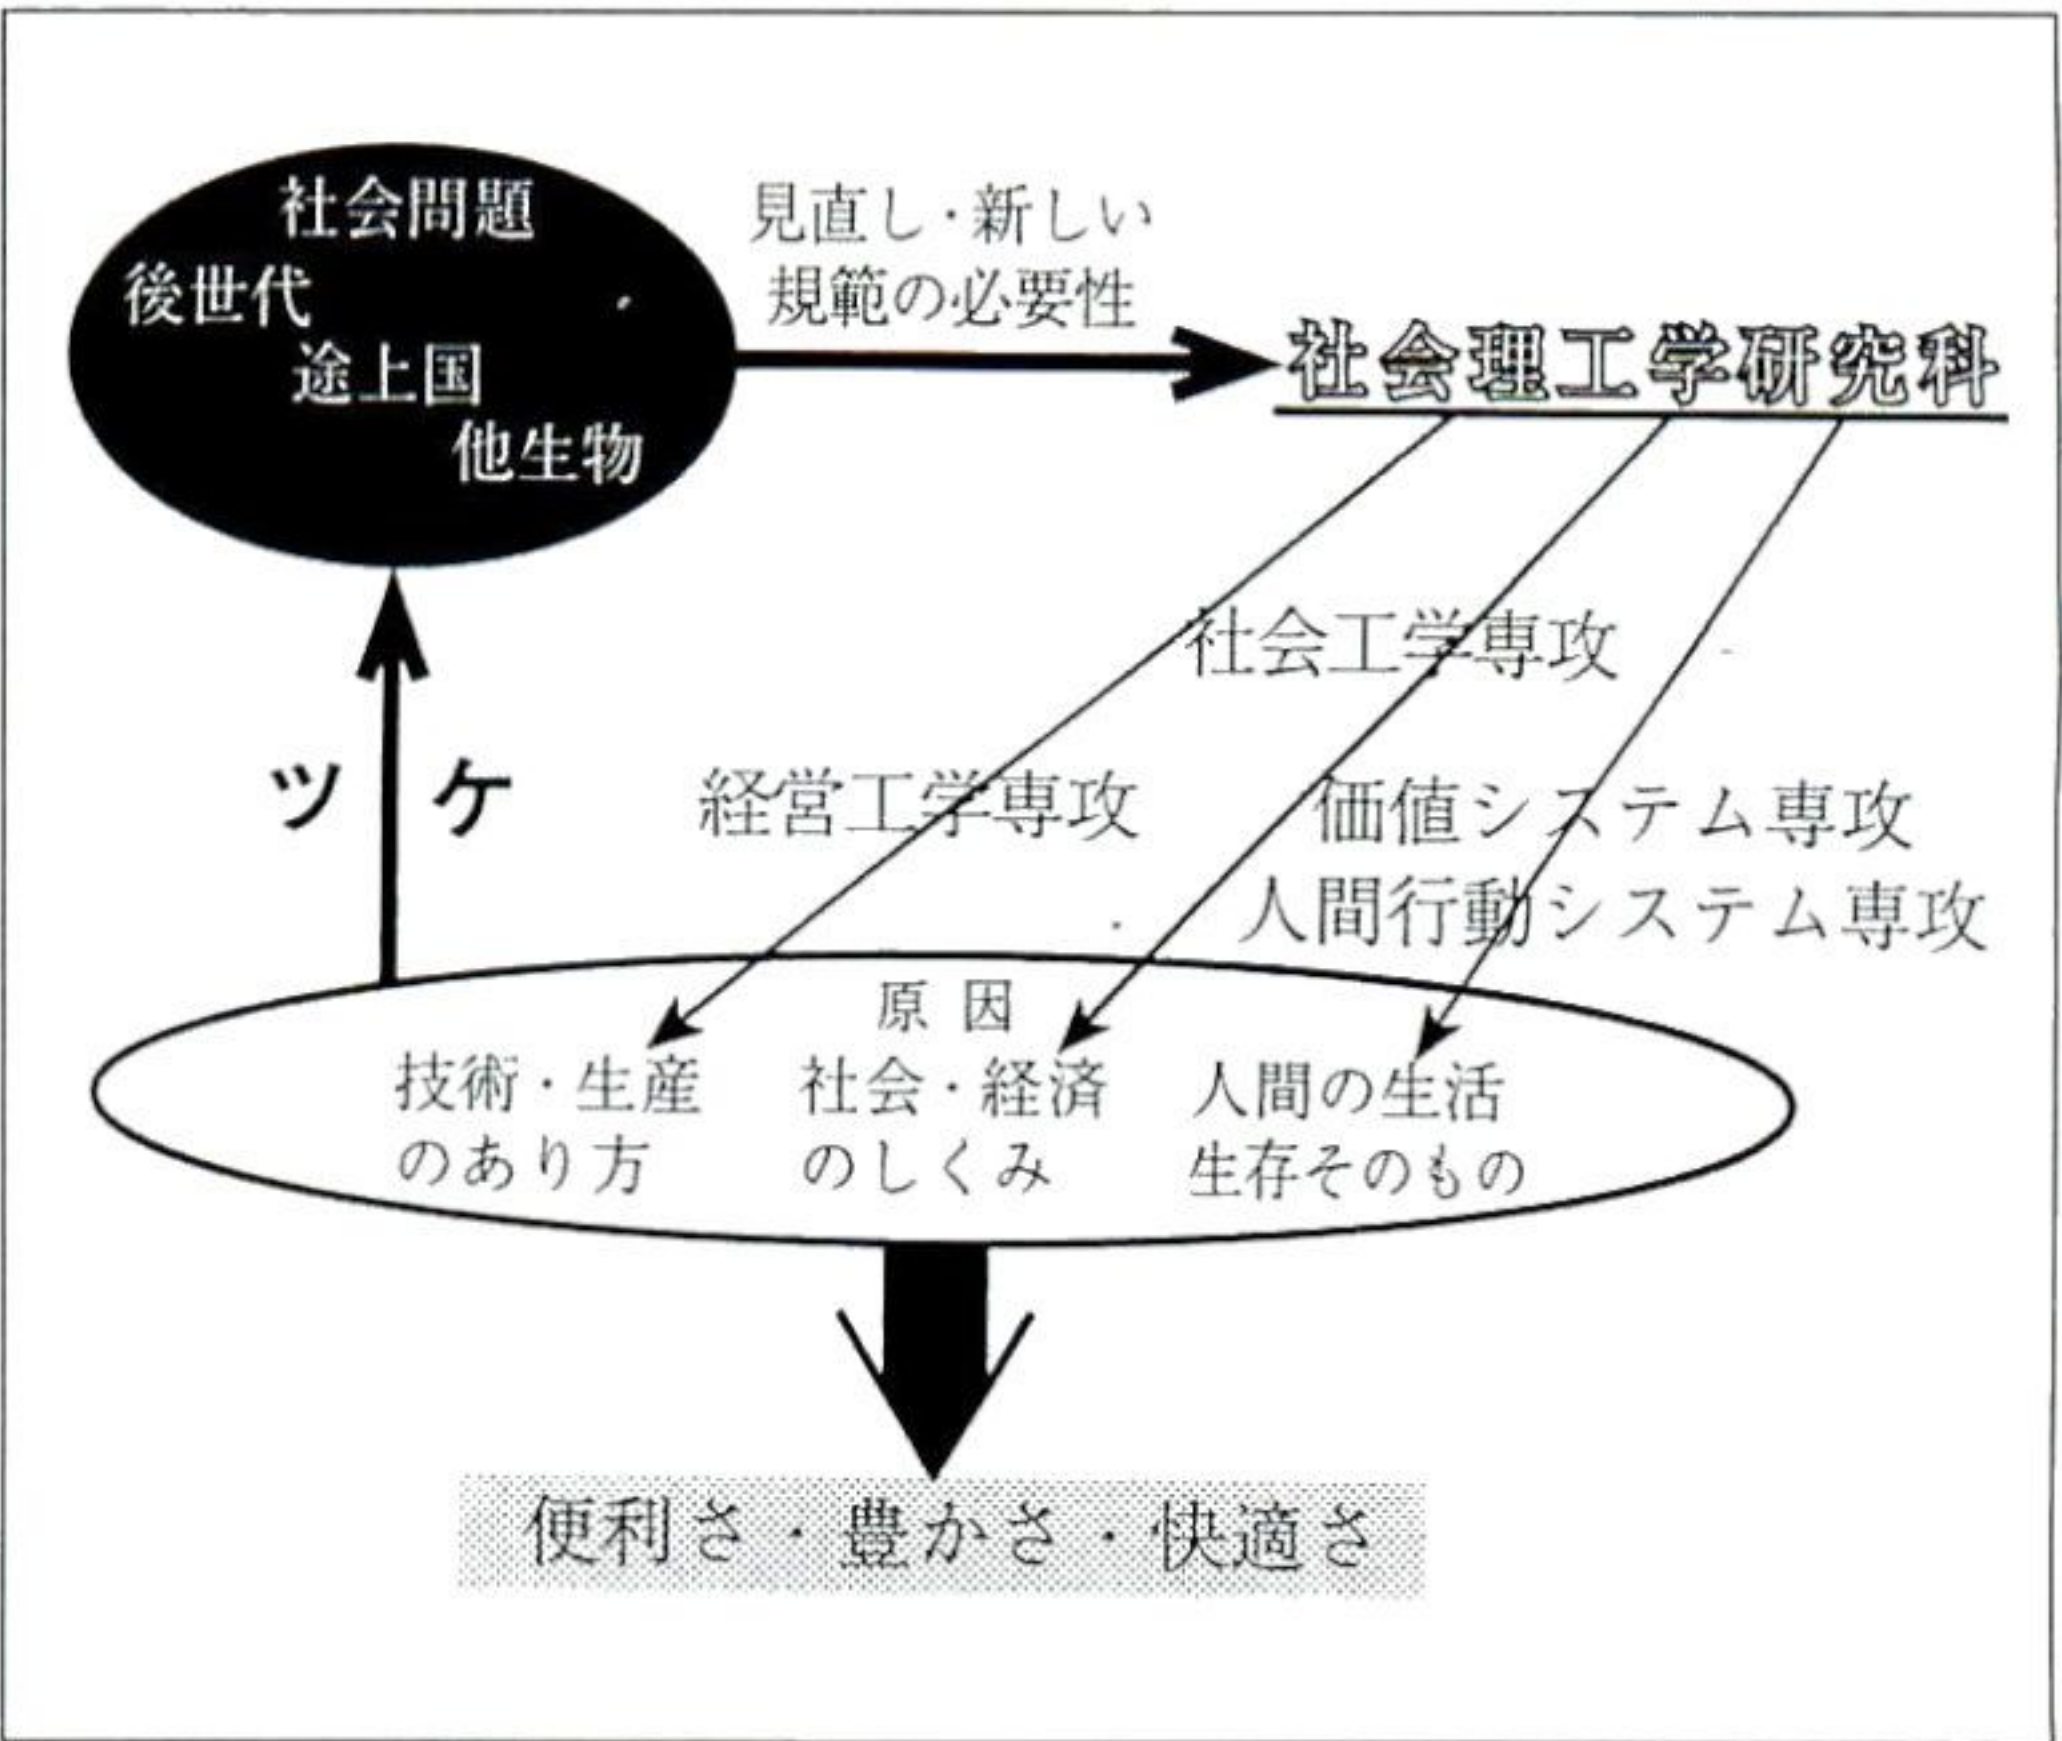 社会問題
後世代
途上国
他生物
見直し・新しい
規範の必要性
社会理工学研究科
社会工学専攻
ツケ
経営工学専攻
価値システム専攻
人間行動システム専攻
原因
技術・生産
のあり方
社会・経済
のしくみ
人間の生活
生存そのもの
便利さ・豊かさ・快適さ